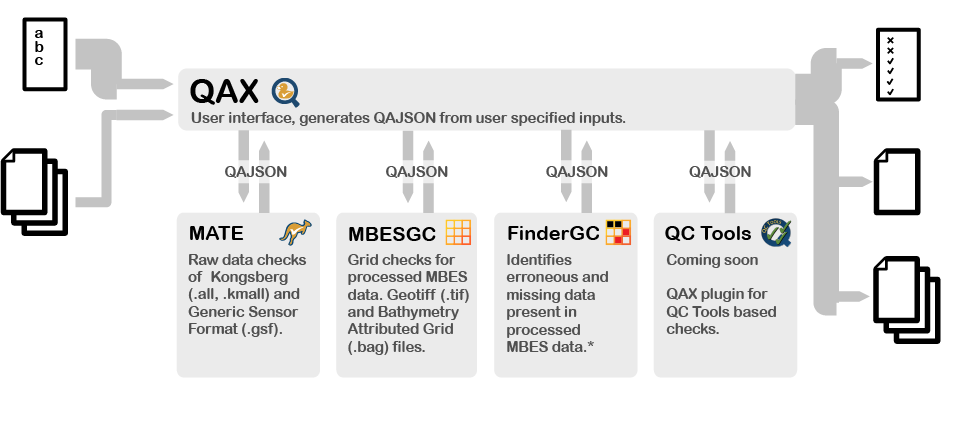 a
b
c
QAX
User interface, generates QAJSON from user specified inputs.
QAJSON
QAJSON
QAJSON
QAJSON
MATE
Raw data checks
of Kongsberg
(.all, .kmall) and
Generic Sensor
Format (.gsf).
MBESGC
Grid checks for
processed MBES
data. Geotiff (.tif)
and Bathymetry
Attributed Grid
(.bag) files.
FinderGC
Identifies
erroneous and
missing data
present in
processed
MBES data.*
QC Tools
Coming soon
QAX plugin for
QC Tools based
checks.